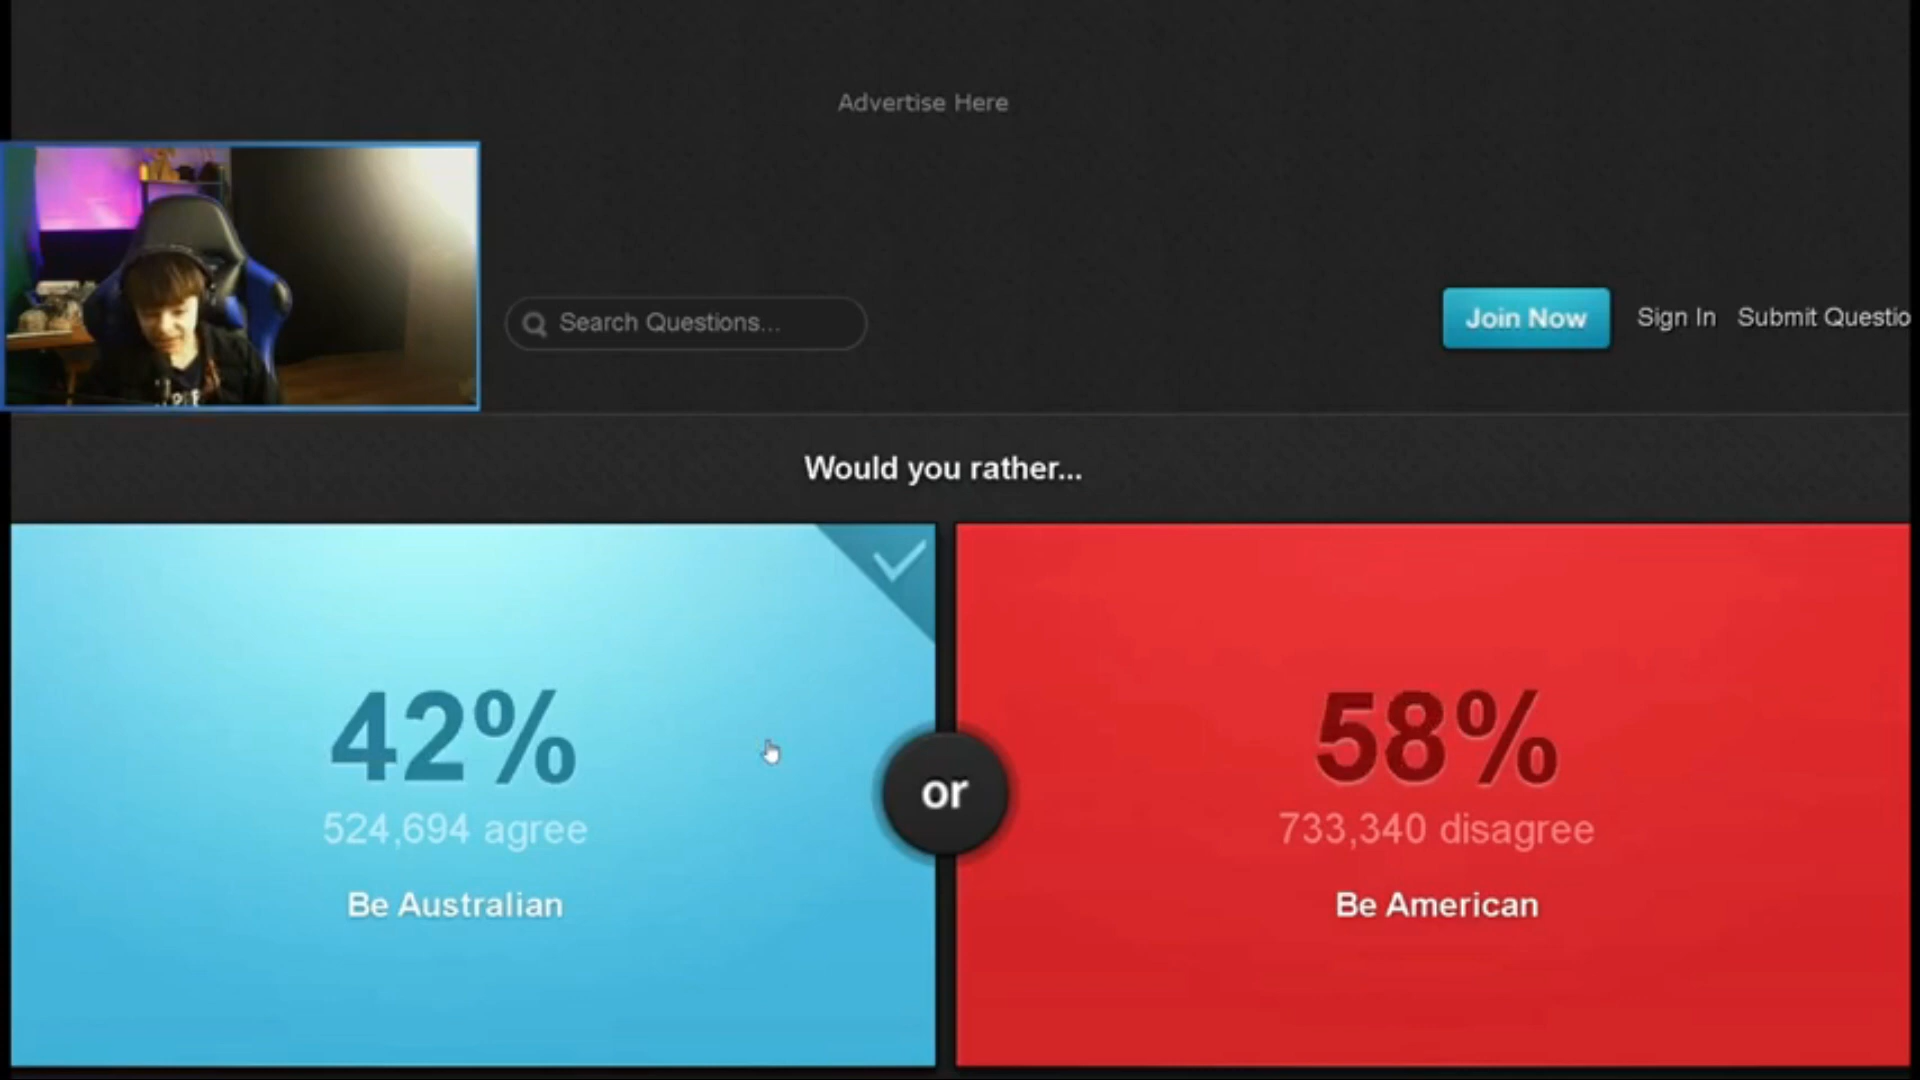 Advertise Here
Search Questions...
Join Now
Sign In
Submit Questio
Would you rather...
42%
524,694 agree
Be Australian
or
58%
733,340 disagree
Be American